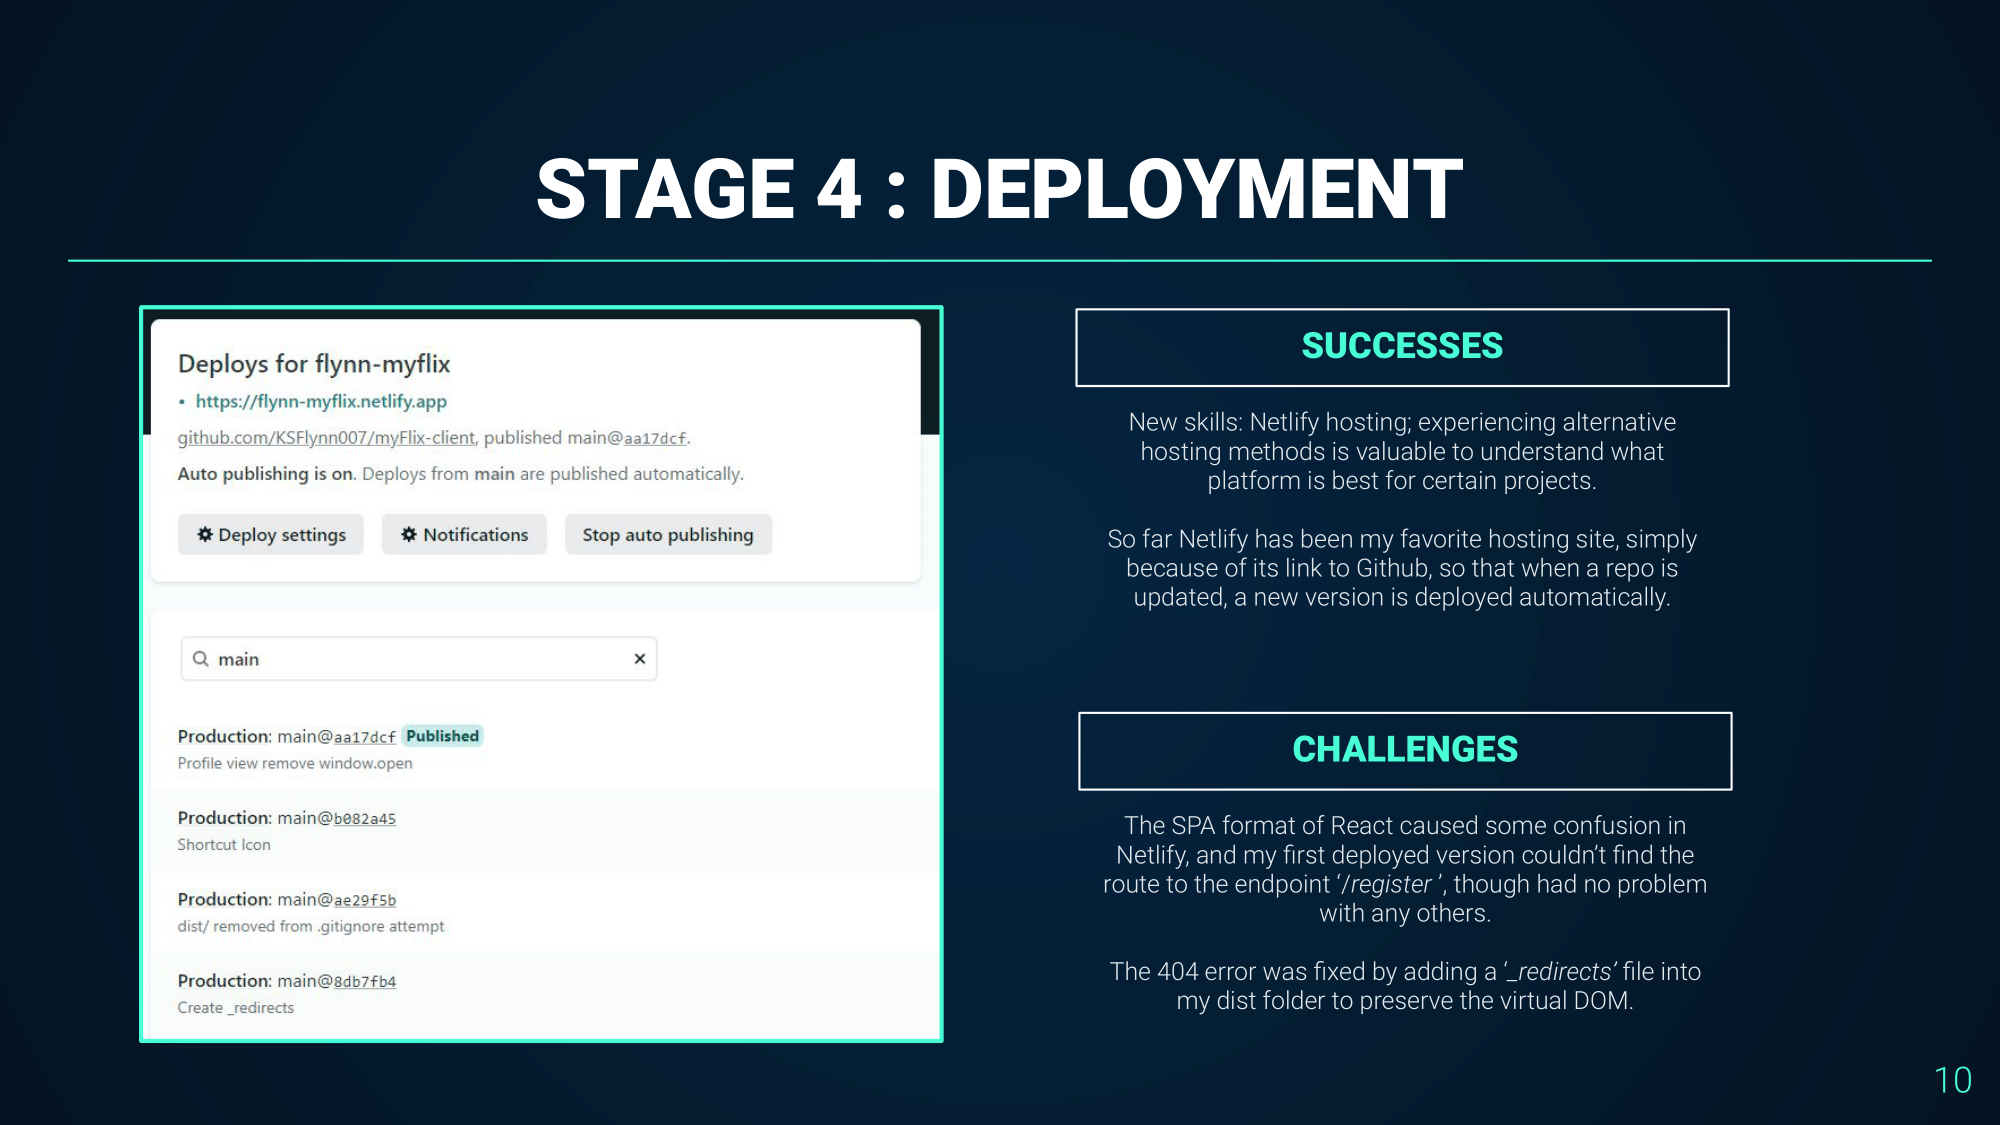 STAGE 4 : DEPLOYMENT
Deploys for flynn-myflix
• https://flynn-myflix.netlify.app
github.com/KSFlynn007/myFlix-client, published main@aa17dcf.
Auto publishing is on. Deploys from main are published automatically.
Deploy settings
Notifications
Stop auto publishing
main
Production: main@aa17dcf Published
Profile view remove window.open
Production: main@b082a45
Shortcut Icon
Production: main@ae29f5b
dist/ removed from .gitignore attempt
Production: main@8db7fb4
Create _redirects
SUCCESSES
New skills: Netlify hosting; experiencing alternative
hosting methods is valuable to understand what
platform is best for certain projects.
So far Netlify has been my favorite hosting site, simply
because of its link to Github, so that when a repo is
updated, a new version is deployed automatically.
CHALLENGES
The SPA format of React caused some confusion in
Netlify, and my first deployed version couldn’t find the
route to the endpoint ‘/register ’, though had no problem
with any others.
The 404 error was fixed by adding a ‘_redirects’ file into
my dist folder to preserve the virtual DOM.
10